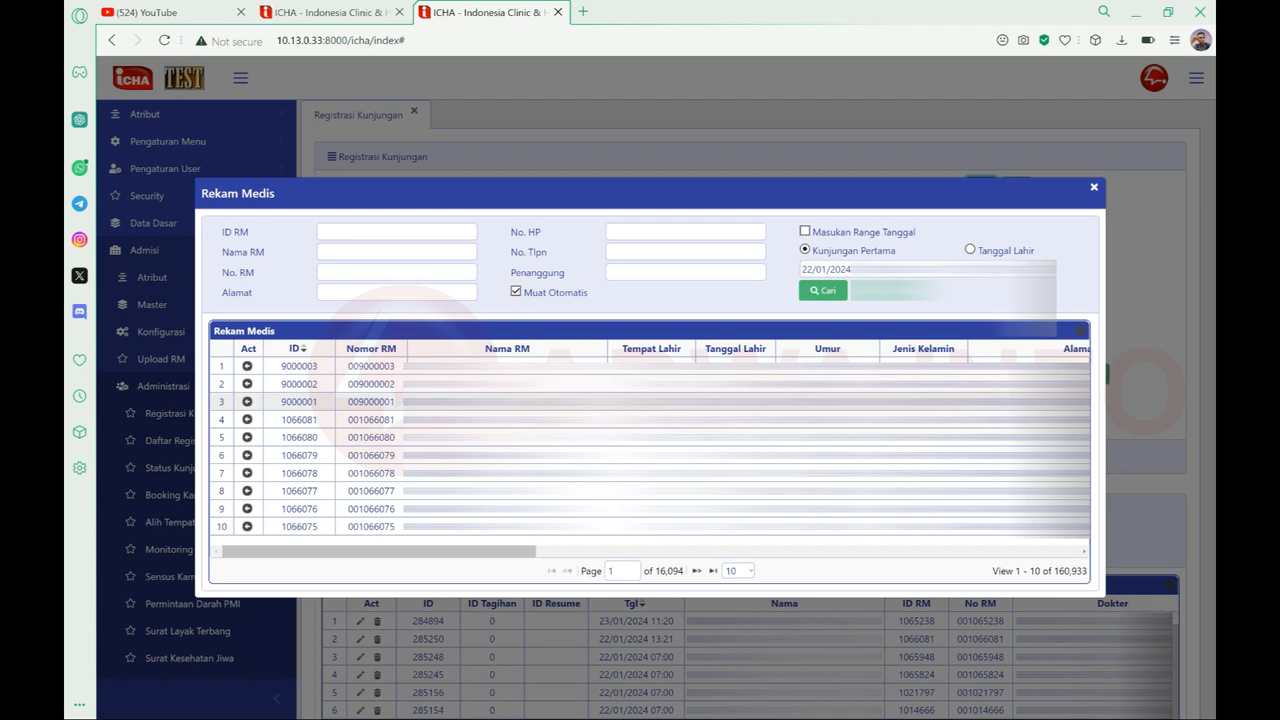 (524) YouTube
ICHA - Indonesia Clinic & H
ICHA - Indonesia Clinic & H
Not secure 10.13.0.33:8000/icha/index#
iCHA TEST
Atribut
Pengaturan Menu
Pengaturan User
Security
Data Dasar
Admisi
Atribut
Master
Konfigurasi
Upload RM
Administrasi
Registrasi K
Daftar Regis
Status Kunju
Booking Ka
Alih Tempat
Monitoring
Sensus Kam
Permintaan Darah PMI
Surat Layak Terbang
Surat Kesehatan Jiwa
Registrasi Kunjungan
Registrasi Kunjungan
Rekam Medis
ID RM No. HP Masukan Range Tanggal
Nama RM No. Tlpn Kunjungan Pertama Tanggal Lahir
No. RM Penanggung 22/01/2024
Alamat Muat Otomatis Cari
Rekam Medis
Act ID Nomor RM Nama RM Tempat Lahir Tanggal Lahir Umur Jenis Kelamin Alama
1 9000003 009000003
2 9000002 009000002
3 9000001 009000001
4 1066081 001066081
5 1066080 001066080
6 1066079 001066079
7 1066078 001066078
8 1066077 001066077
9 1066076 001066076
10 1066075 001066075
Page 1 of 16,094 10 View 1 - 10 of 160,933
Act ID ID Tagihan ID Resume Tgl Nama ID RM No RM Dokter
1 284894 0 23/01/2024 11:20 1065238 001065238
2 285250 0 22/01/2024 13:21 1066081 001066081
3 285248 0 22/01/2024 07:00 1065948 001065948
4 285245 0 22/01/2024 07:00 1065824 001065824
5 285156 0 22/01/2024 07:00 1021797 001021797
6 285154 0 22/01/2024 07:00 1014666 001014666